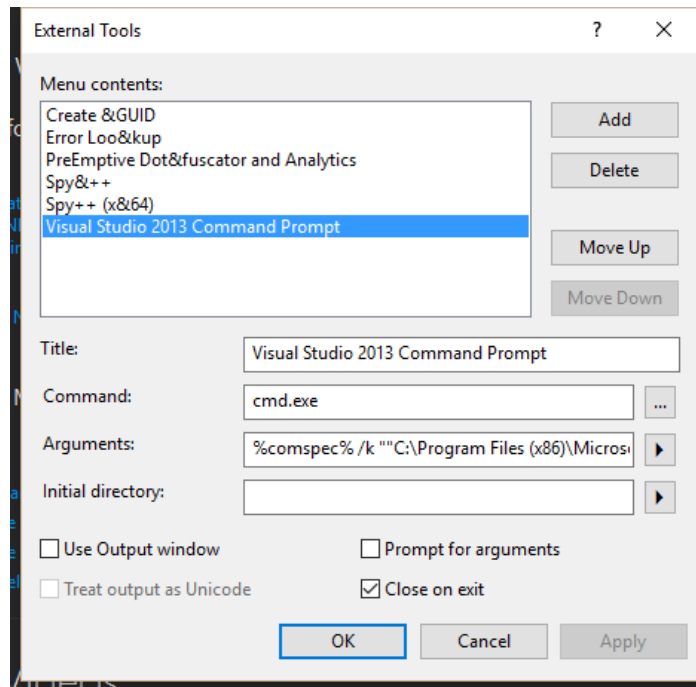 External Tools
?
Menu contents:
Create &GUID
Error Loo&kup
PreEmptive Dot&fuscator and Analytics
Spy&++
Spy++ (x&64)
Visual Studio 2013 Command Prompt
Add
Delete
Move Up
Move Down
Title:
Visual Studio 2013 Command Prompt
Command:
cmd.exe
...
Arguments:
%comspec% /k ""C:\Program Files (x86)\Micros
Initial directory:
Use Output window
Prompt for arguments
Treat output as Unicode
Close on exit
OK
Cancel
Apply